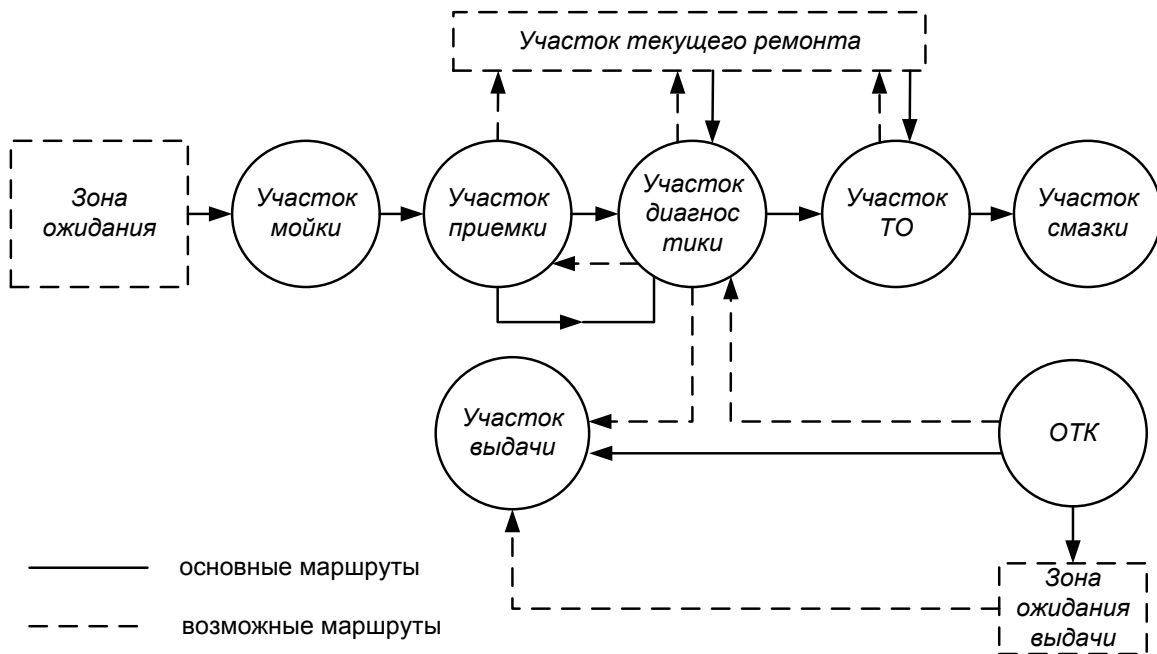 Участок текущего ремонта
Зона
ожидания
Участок
мойки
Участок
приемки
Участок
диагнос
тики
Участок
ТО
Участок
смазки
Участок
выдачи
ОТК
Зона
ожидания
выдачи
основные маршруты
возможные маршруты